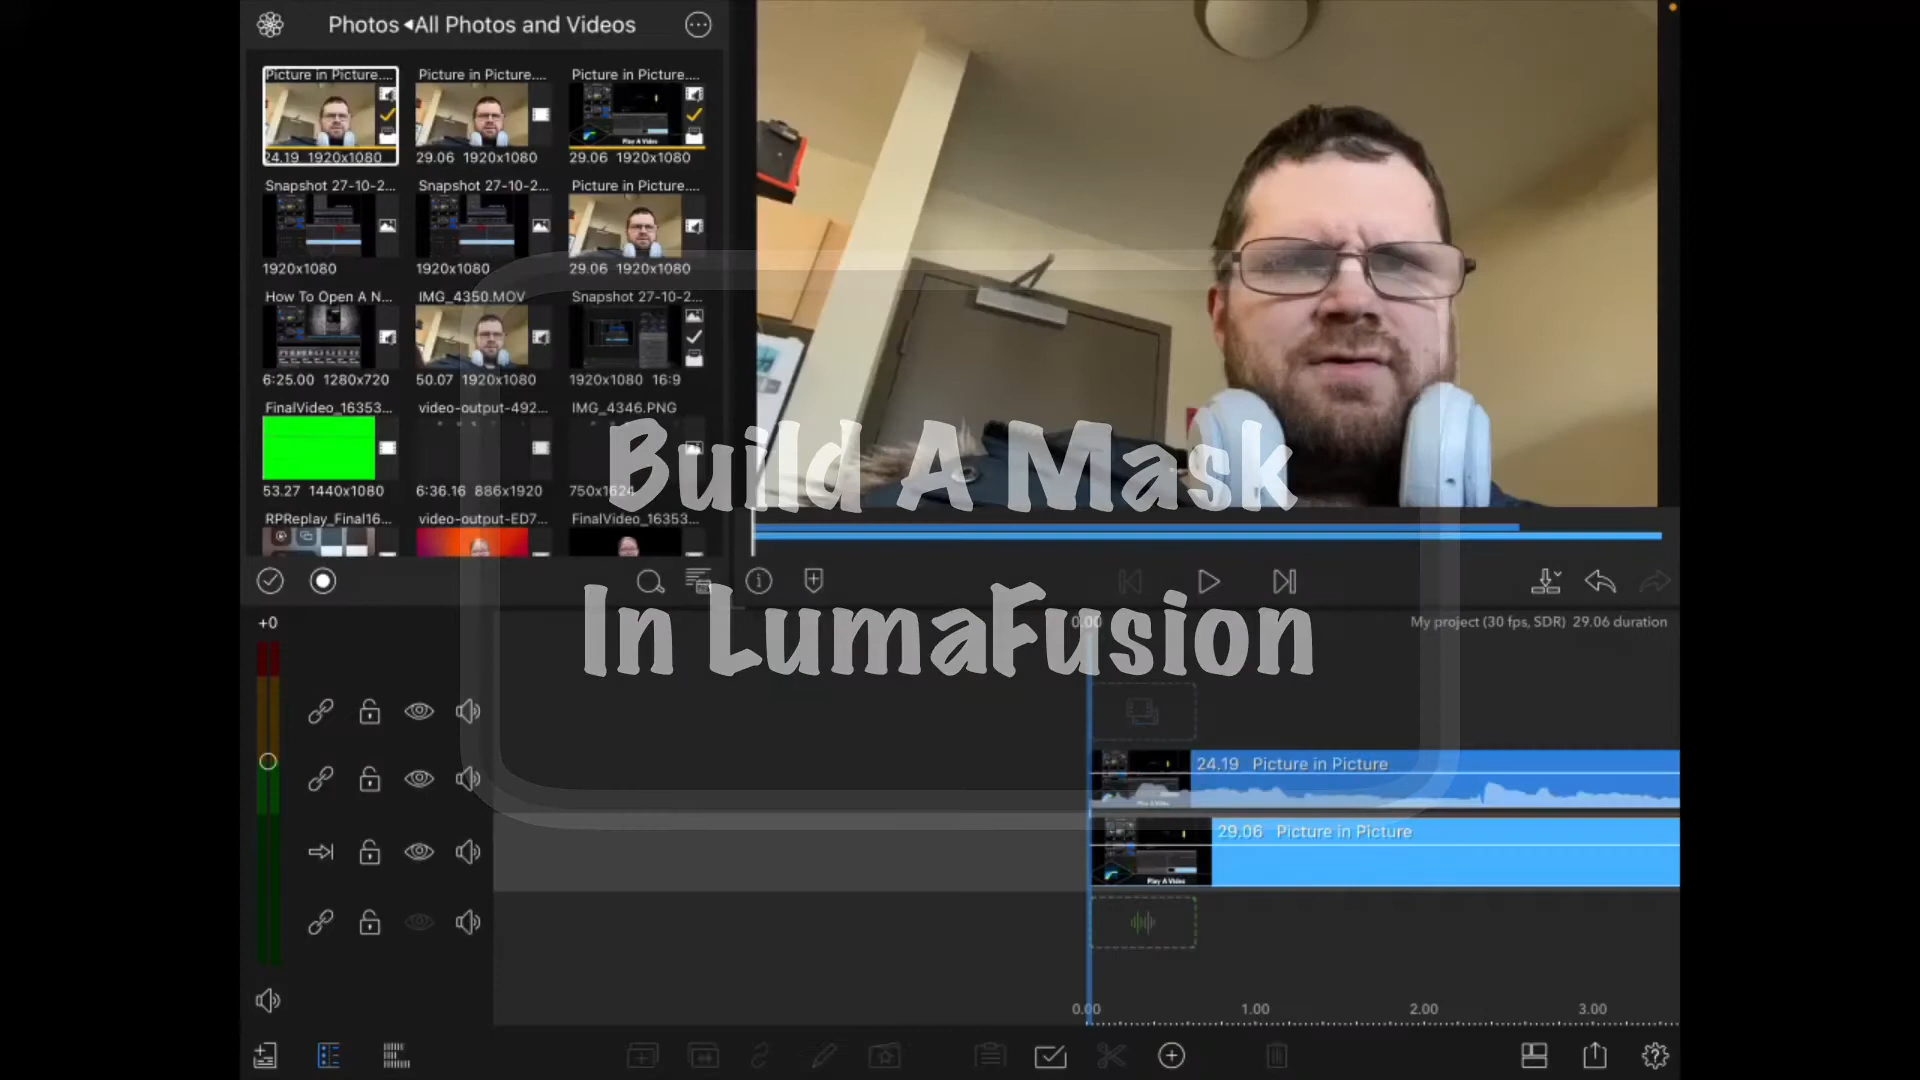 Photos ◂All Photos and Videos
Picture in Picture.... Picture in Picture.... Picture in Picture....
24.19 1920x1080 29.06 1920x1080 29.06 1920x1080
Snapshot 27-10-2... Snapshot 27-10-2... Picture in Picture....
1920x1080 1920x1080 29.06 1920x1080
How To Open A N... IMG_4350.MOV Snapshot 27-10-2...
6:25.00 1280x720 50.07 1920x1080 1920x1080 16:9
FinalVideo_16353... video-output-492... IMG_4346.PNG
53.27 1440x1080 6:36.16 886x1920 750x1624
RPReplay_Final16... video-output-ED7... FinalVideo_16353...
Build A Mask
In LumaFusion
+0
0.00 My project (30 fps, SDR) 29.06 duration
24.19 Picture in Picture
29.06 Picture in Picture
Play A Video
0.00 1.00 2.00 3.00